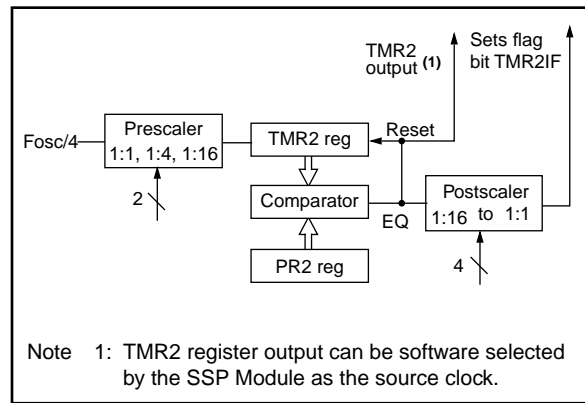 TMR2
output (1)
Sets flag
bit TMR2IF
Fosc/4
Prescaler
1:1, 1:4, 1:16
2
TMR2 reg
Reset
Comparator
EQ
Postscaler
1:16 to 1:1
4
PR2 reg
Note 1: TMR2 register output can be software selected
by the SSP Module as the source clock.